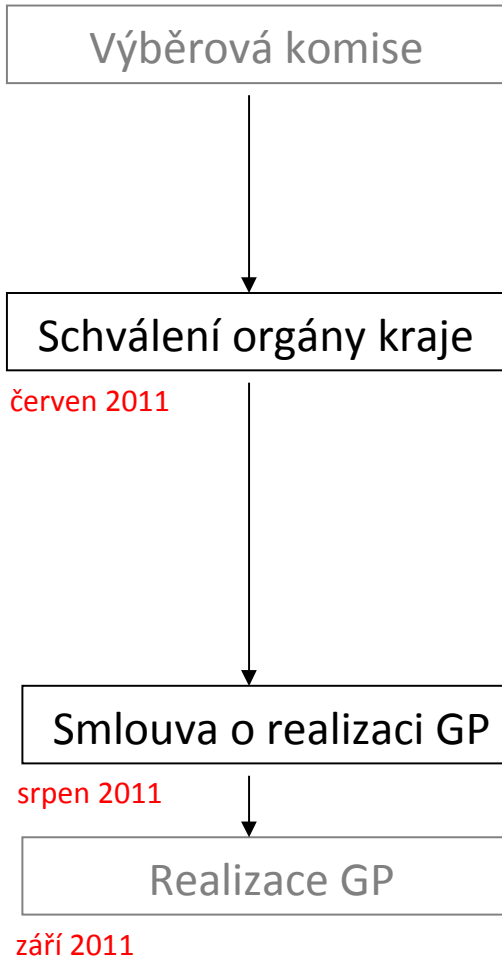 Výběrová komise
Schválení orgány kraje
červen 2011
Smlouva o realizaci GP
srpen 2011
Realizace GP
září 2011